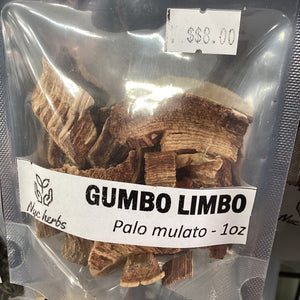 $$8.00
GUMBO LIMBO
Nyc herbs
Palo mulato - 1oz